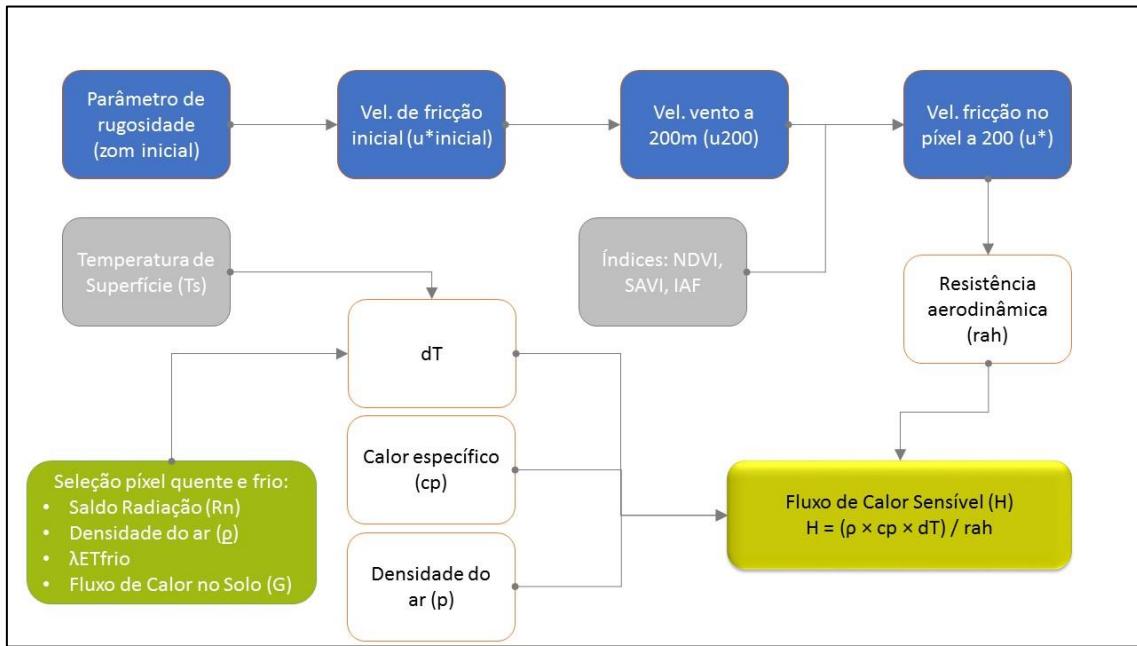 Parâmetro de
rugosidade
(zom inicial)
Vel. de fricção
inicial (u*inicial)
Vel. vento a
200m (u200)
Vel. fricção no
píxel a 200 (u*)
Temperatura de
Superfície (Ts)
Índices: NDVI,
SAVI, IAF
Resistência
aerodinâmica
(rah)
dT
Calor específico
(cp)
Densidade do
ar (p)
Seleção píxel quente e frio:
• Saldo Radiação (Rn)
• Densidade do ar (ρ)
• λETfrio
• Fluxo de Calor no Solo (G)
Fluxo de Calor Sensível (H)
H = (ρ × cp × dT) / rah